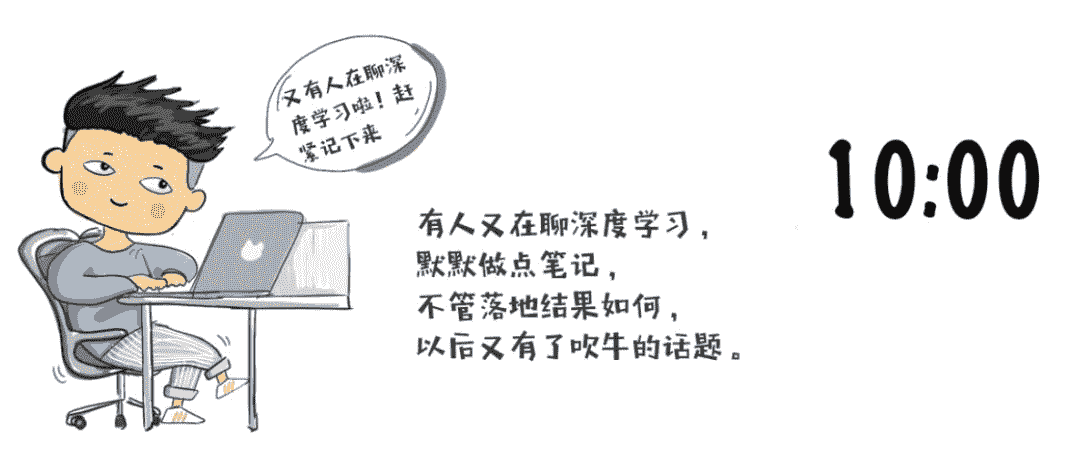 又有人在聊深
度学习啦！赶
紧记下来
10:00
有人又在聊深度学习，
默默做点笔记，
不管落地结果如何，
以后又有了吹牛的话题。